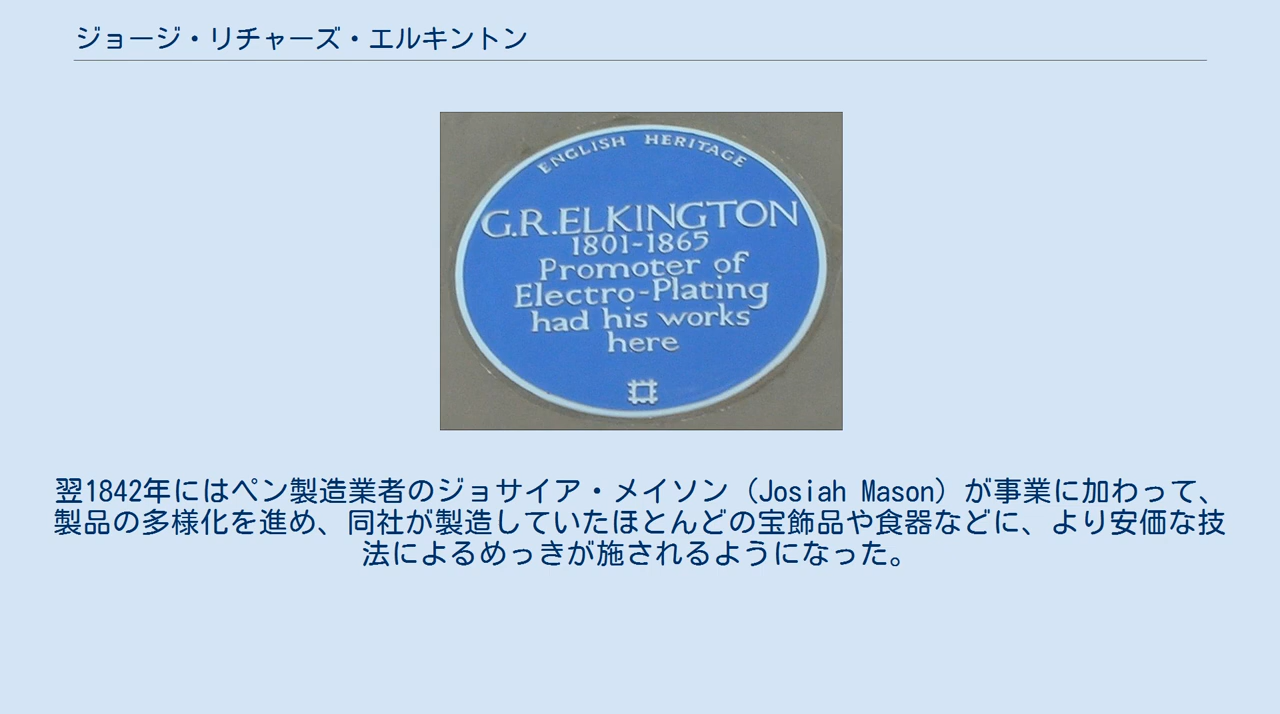 ジョージ・リチャーズ・エルキントン
ENGLISH HERITAGE
G.R.ELKINGTON
1801-1865
Promoter of
Electro-Plating
had his works
here
翌1842年にはペン製造業者のジョサイア・メイソン（Josiah Mason）が事業に加わって、
製品の多様化を進め、同社が製造していたほとんどの宝飾品や食器などに、より安価な技
法によるめっきが施されるようになった。